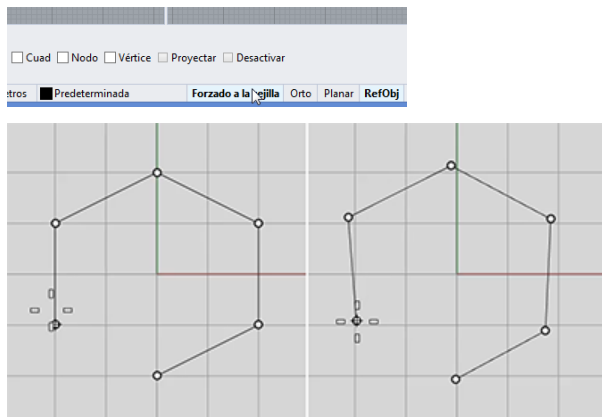 Cuad Nodo Vértice Proyectar Desactivar
etros Predeterminada Forzado a la rejilla Orto Planar RefObj